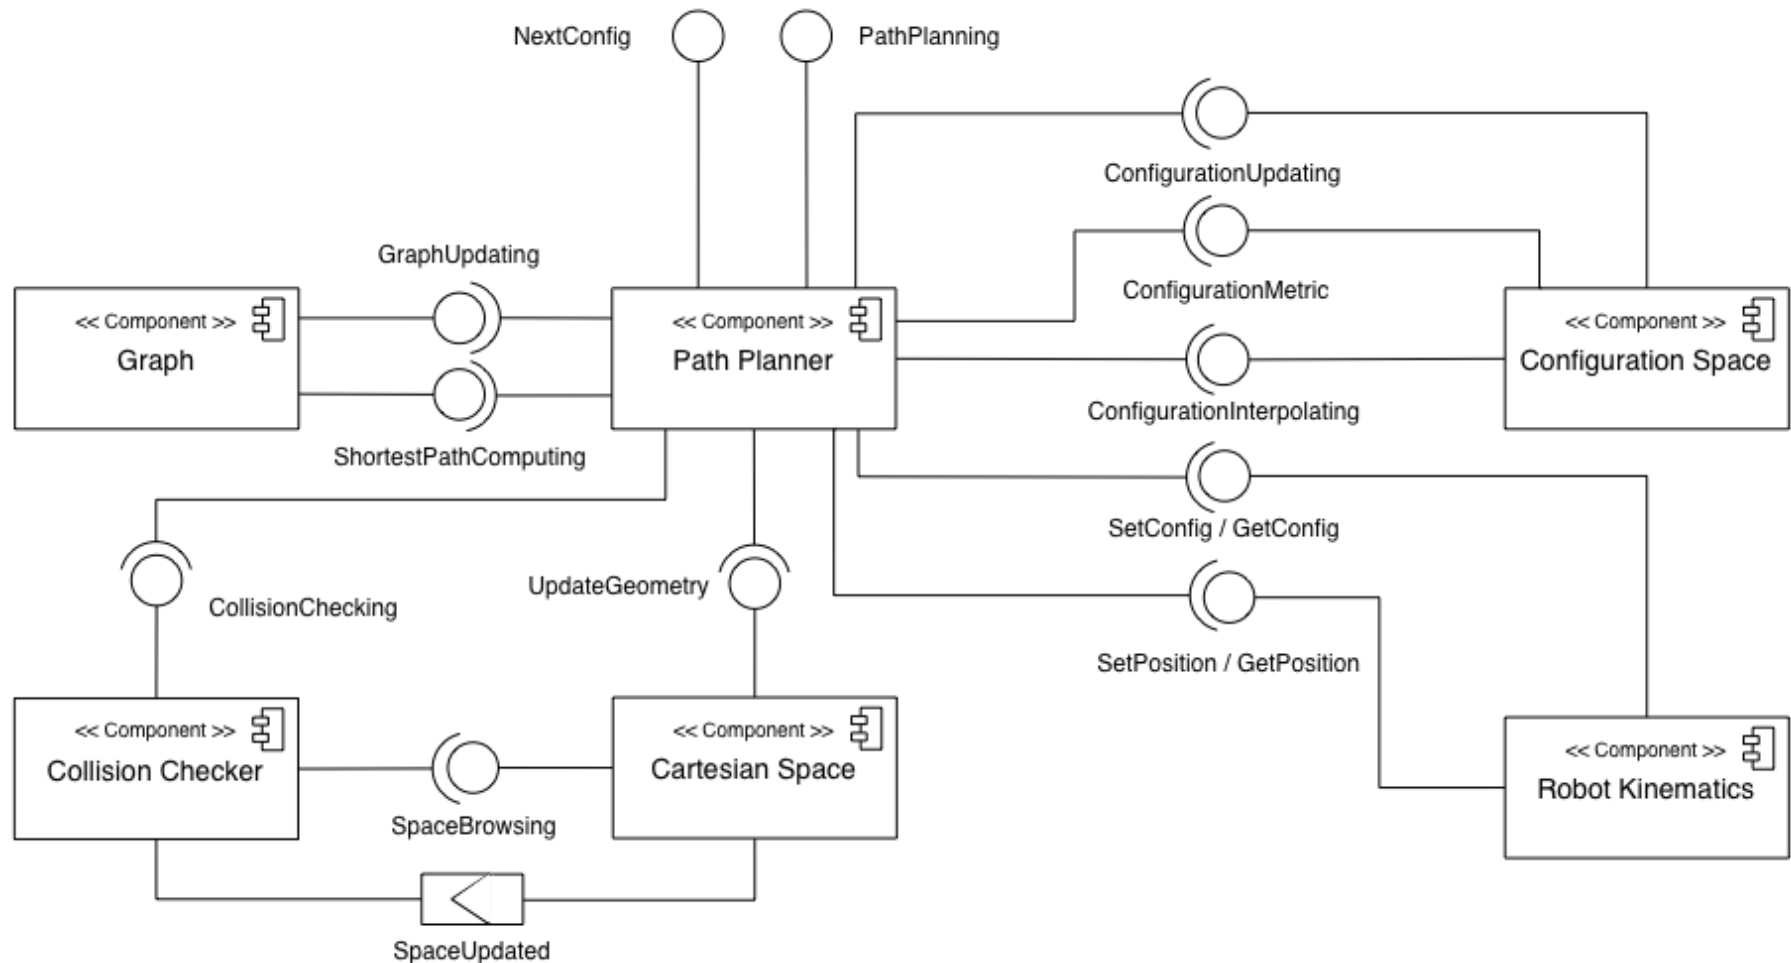 NextConfig
PathPlanning
ConfigurationUpdating
GraphUpdating
ConfigurationMetric
<< Component >>
Graph
<< Component >>
Path Planner
<< Component >>
Configuration Space
ConfigurationInterpolating
ShortestPathComputing
SetConfig / GetConfig
UpdateGeometry
CollisionChecking
SetPosition / GetPosition
<< Component >>
Collision Checker
<< Component >>
Cartesian Space
<< Component >>
Robot Kinematics
SpaceBrowsing
SpaceUpdated